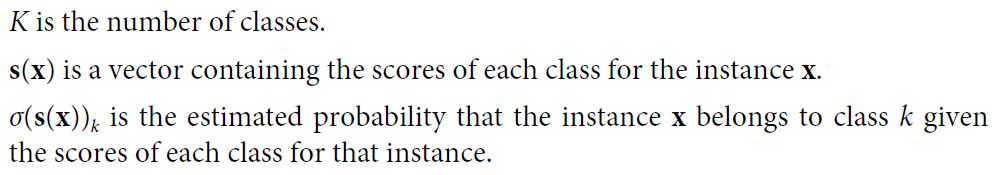 K is the number of classes.
s(x) is a vector containing the scores of each class for the instance x.
σ(s(x))k is the estimated probability that the instance x belongs to class k given
the scores of each class for that instance.